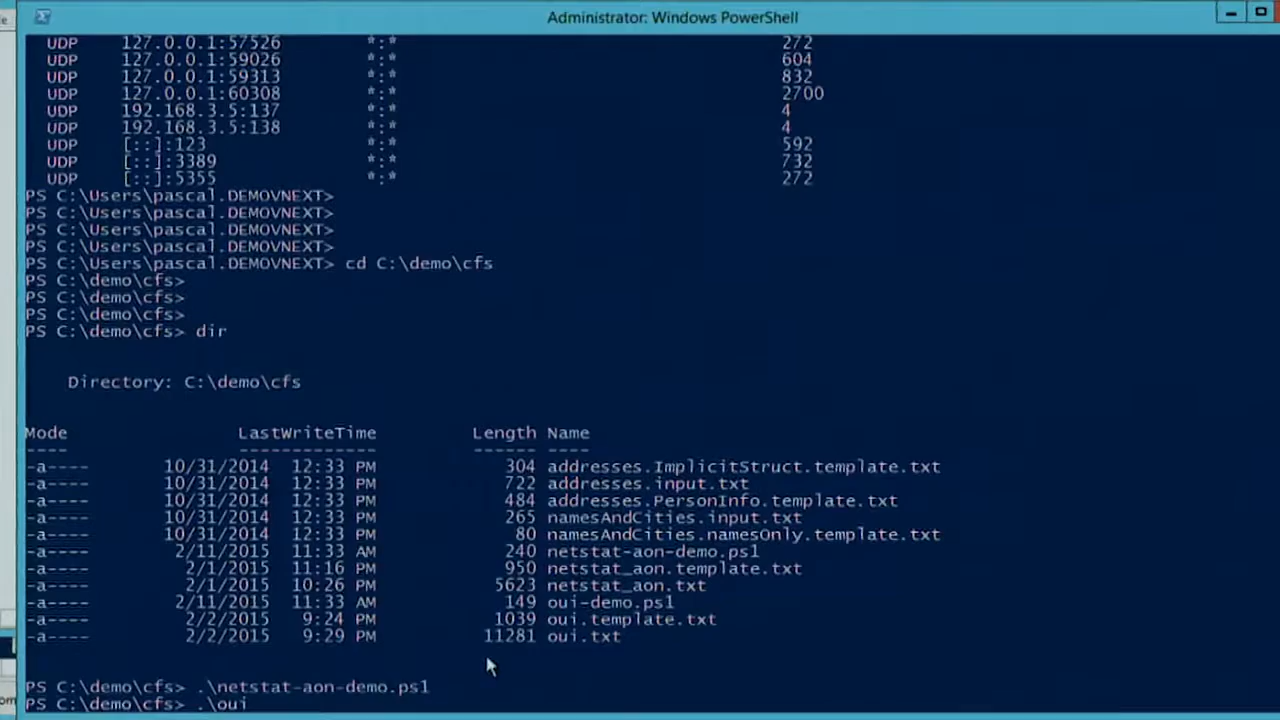 Administrator: Windows PowerShell
UDP 127.0.0.1:57526 *:* 272
UDP 127.0.0.1:59026 *:* 604
UDP 127.0.0.1:59313 *:* 832
UDP 127.0.0.1:60308 *:* 2700
UDP 192.168.3.5:137 *:* 4
UDP 192.168.3.5:138 *:* 4
UDP [::]:123 *:* 592
UDP [::]:3389 *:* 732
UDP [::]:5355 *:* 272
PS C:\Users\pascal.DEMOVNEXT>
PS C:\Users\pascal.DEMOVNEXT>
PS C:\Users\pascal.DEMOVNEXT>
PS C:\Users\pascal.DEMOVNEXT>
PS C:\Users\pascal.DEMOVNEXT> cd C:\demo\cfs
PS C:\demo\cfs>
PS C:\demo\cfs>
PS C:\demo\cfs>
PS C:\demo\cfs> dir
Directory: C:\demo\cfs
Mode LastWriteTime Length Name
---- ------------- ------ ----
-a---- 10/31/2014 12:33 PM 304 addresses.ImplicitStruct.template.txt
-a---- 10/31/2014 12:33 PM 722 addresses.input.txt
-a---- 10/31/2014 12:33 PM 484 addresses.PersonInfo.template.txt
-a---- 10/31/2014 12:33 PM 265 namesAndCities.input.txt
-a---- 10/31/2014 12:33 PM 80 namesAndCities.namesOnly.template.txt
-a---- 2/11/2015 11:33 AM 240 netstat-aon-demo.ps1
-a---- 2/1/2015 11:16 PM 950 netstat_aon.template.txt
-a---- 2/1/2015 10:26 PM 5623 netstat_aon.txt
-a---- 2/11/2015 11:33 AM 149 oui-demo.ps1
-a---- 2/2/2015 9:24 PM 1039 oui.template.txt
-a---- 2/2/2015 9:29 PM 11281 oui.txt
PS C:\demo\cfs> .\netstat-aon-demo.ps1
PS C:\demo\cfs> .\oui